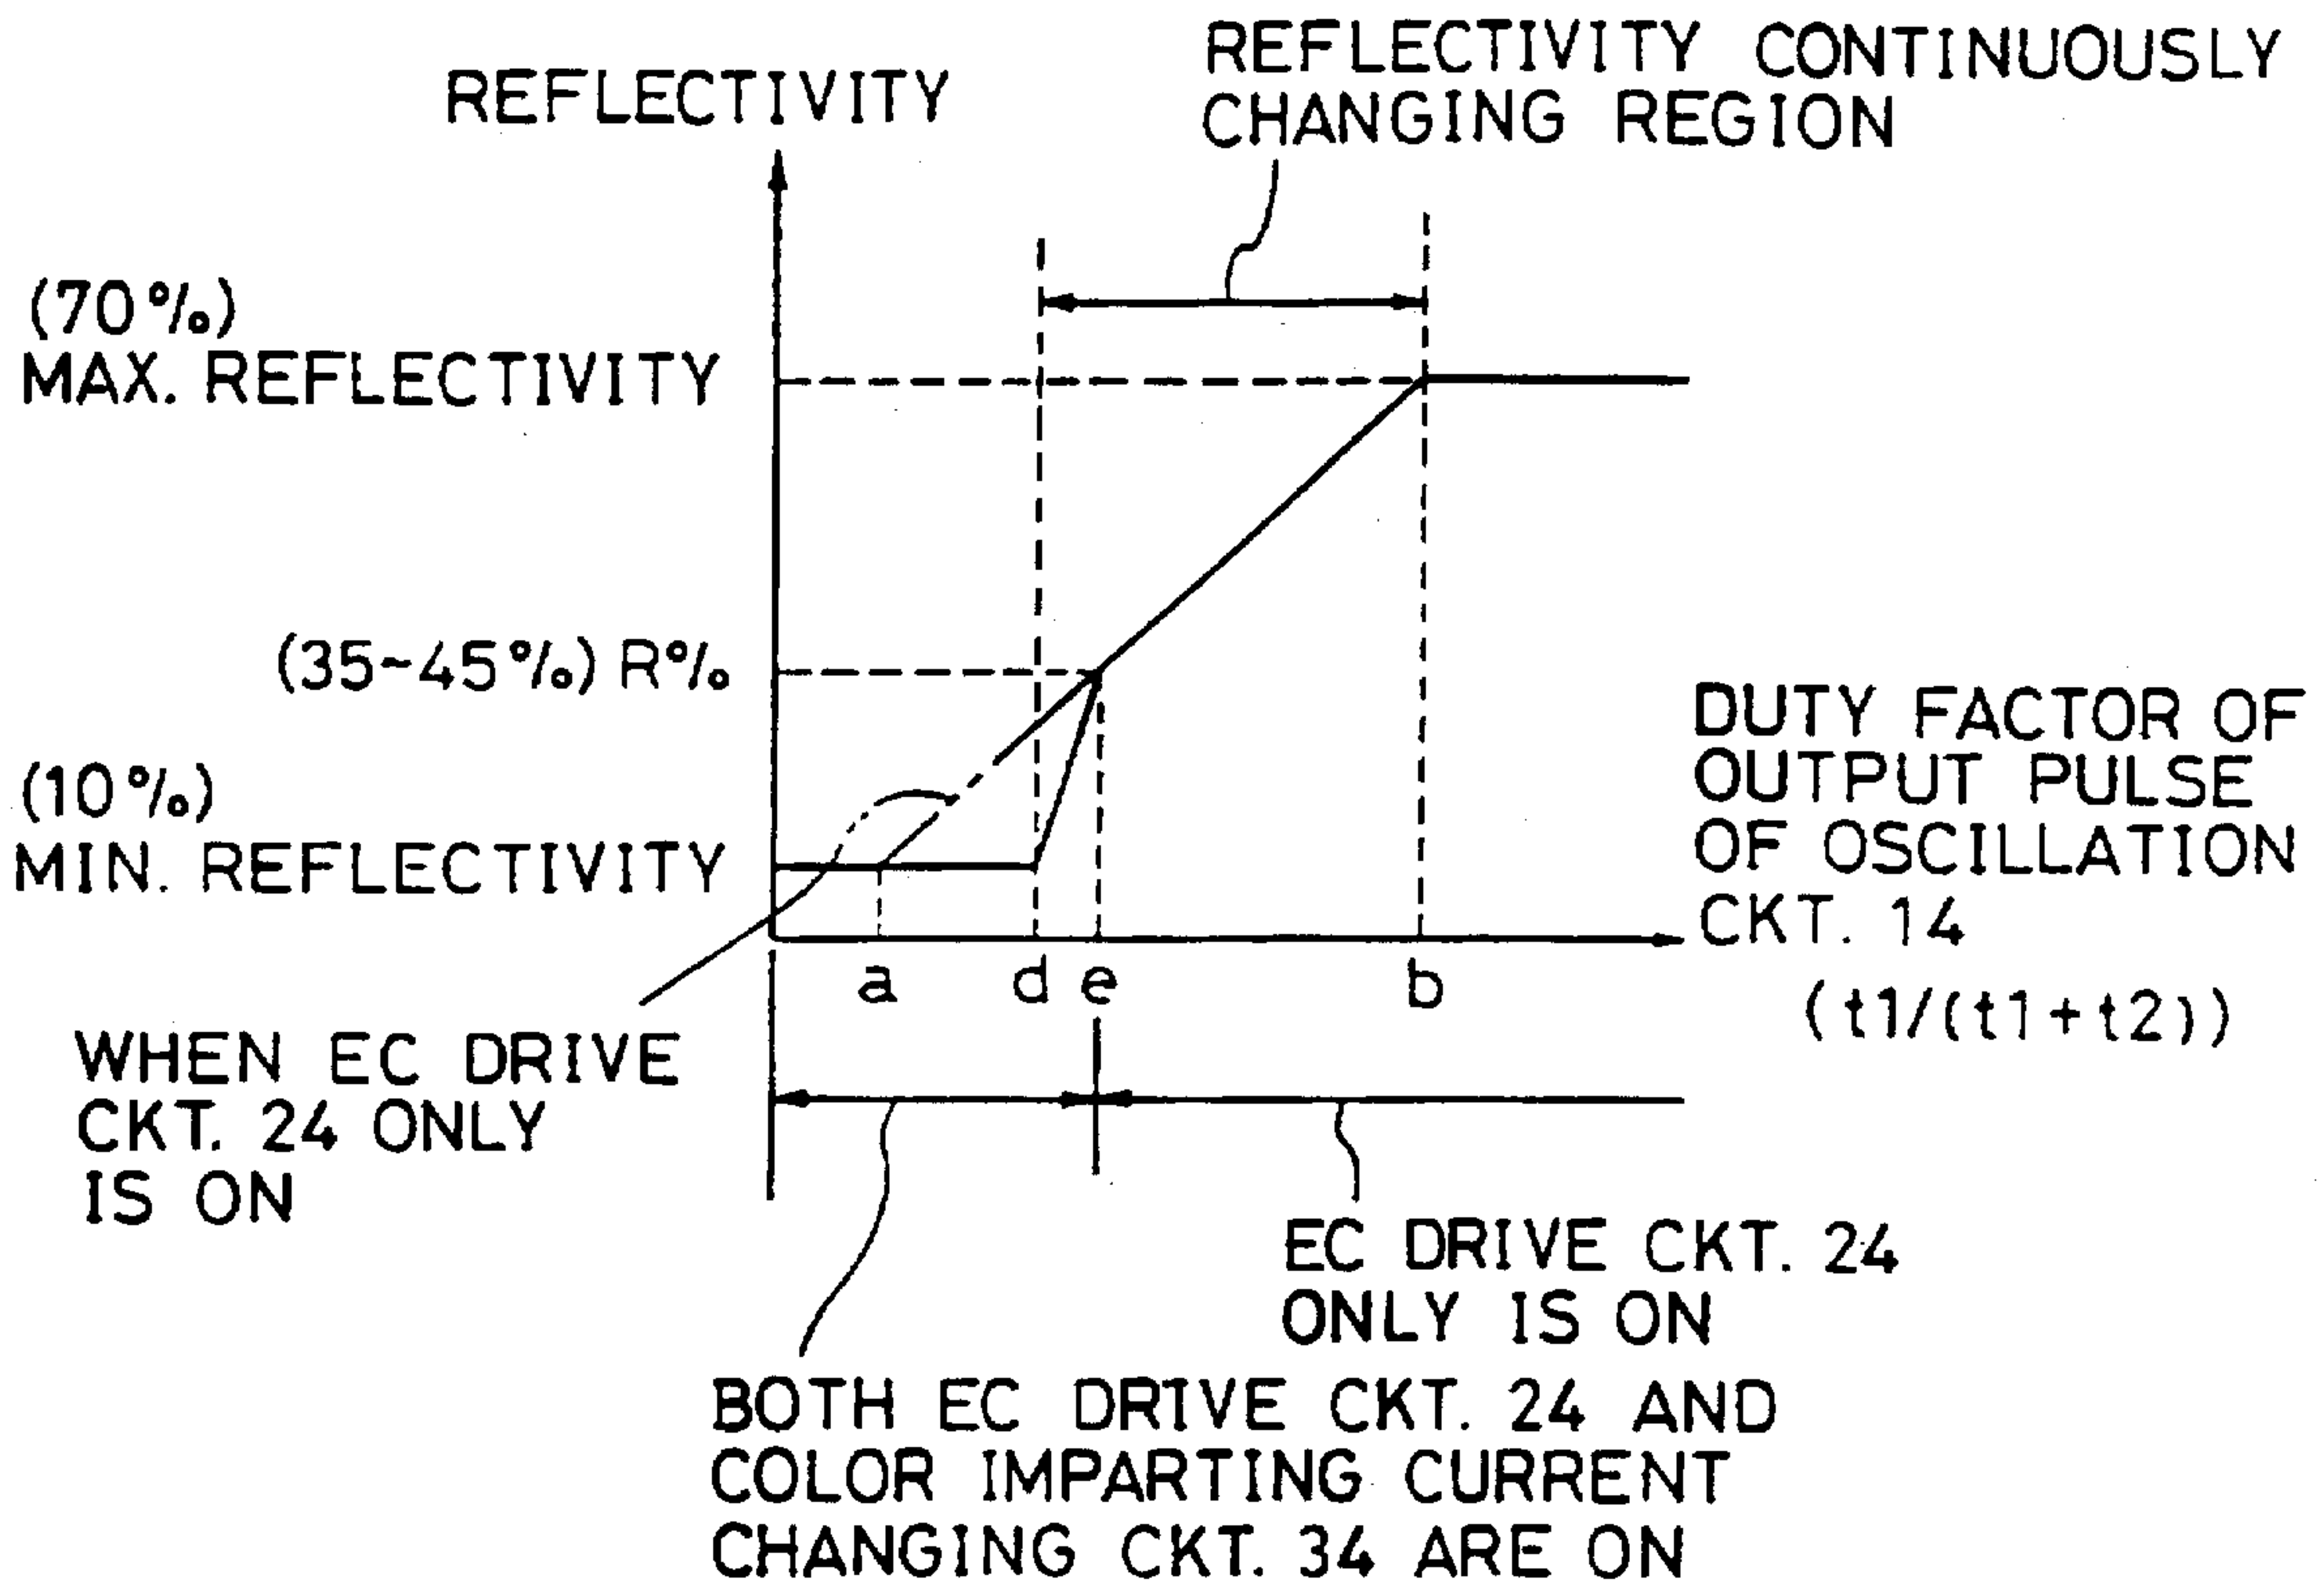 REFLECTIVITY
REFLECTIVITY CONTINUOUSLY
CHANGING REGION
(70%)
MAX. REFLECTIVITY
(35~45%) R%
(10%)
MIN. REFLECTIVITY
DUTY FACTOR OF
OUTPUT PULSE
OF OSCILLATION
CKT. 14
(t1/(t1+t2))
a d e b
WHEN EC DRIVE
CKT. 24 ONLY
IS ON
EC DRIVE CKT. 24
ONLY IS ON
BOTH EC DRIVE CKT. 24 AND
COLOR IMPARTING CURRENT
CHANGING CKT. 34 ARE ON